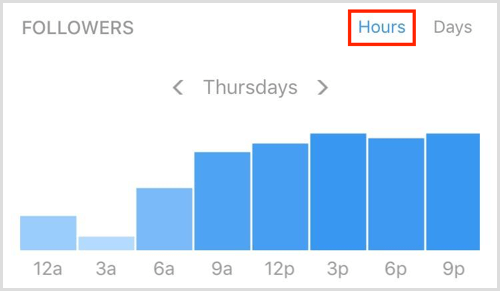 FOLLOWERS Hours Days
Thursdays
12a 3a 6a 9a 12p 3p 6p 9p